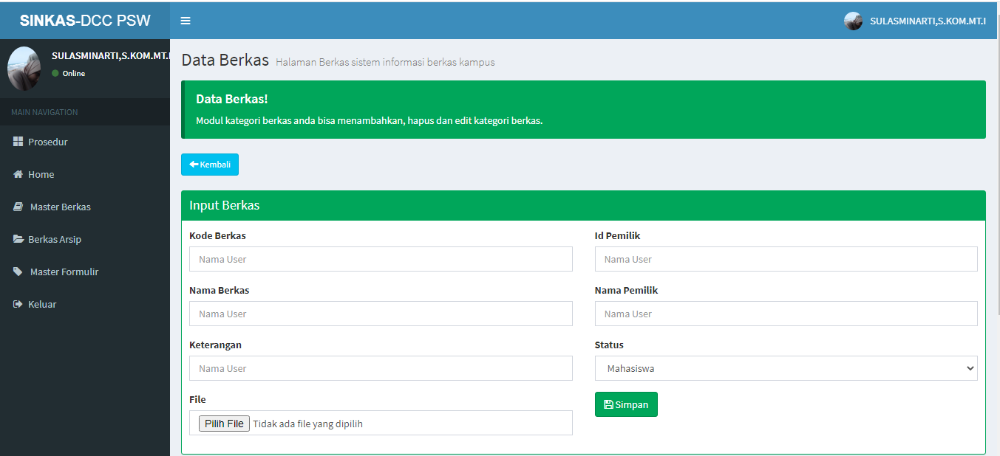 SINKAS-DCC PSW
SULASMINARTI,S.KOM.MT.I
SULASMINARTI,S.KOM.MT.I
Online
MAIN NAVIGATION
Prosedur
Home
Master Berkas
Berkas Arsip
Master Formulir
Keluar
Data Berkas Halaman Berkas sistem informasi berkas kampus
Data Berkas!
Modul kategori berkas anda bisa menambahkan, hapus dan edit kategori berkas.
Kembali
Input Berkas
Kode Berkas
Nama User
Nama Berkas
Nama User
Keterangan
Nama User
File
Pilih File Tidak ada file yang dipilih
Id Pemilik
Nama User
Nama Pemilik
Nama User
Status
Mahasiswa
Simpan